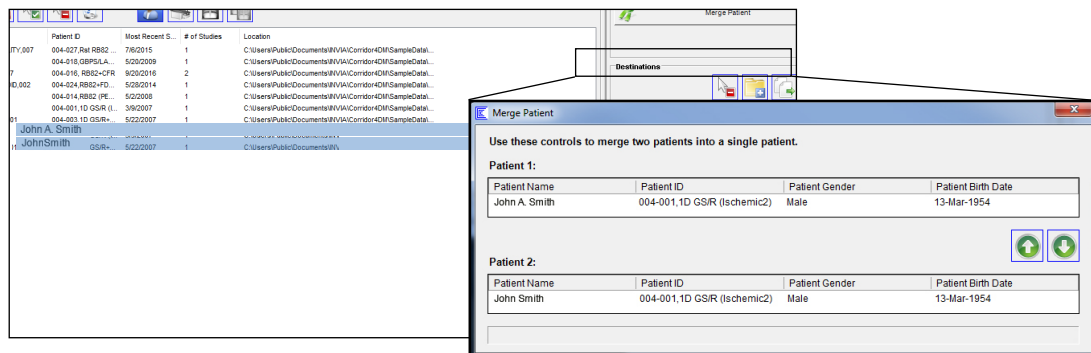 Merge Patient
Patient ID Most Recent S... # of Studies Location
ITY,007 004-027,Rst RB82 ... 7/6/2015 1 C:\Users\Public\Documents\INVIA\Corridor4DM\SampleData\...
004-018,GBPS/LA... 5/20/2009 1 C:\Users\Public\Documents\INVIA\Corridor4DM\SampleData\...
7 004-016, RB82+CFR 9/20/2016 2 C:\Users\Public\Documents\INVIA\Corridor4DM\SampleData\...
ID,002 004-024,RB82+FD... 5/28/2014 1 C:\Users\Public\Documents\INVIA\Corridor4DM\SampleData\...
004-014,RB82 (PE... 5/2/2008 1 C:\Users\Public\Documents\INVIA\Corridor4DM\SampleData\...
004-001,1D GS/R (I... 3/9/2007 1 C:\Users\Public\Documents\INVIA\Corridor4DM\SampleData\...
01 004-003.1D GS/R+... 5/22/2007 1 C:\Users\Public\Documents\INVIA\Corridor4DM\SampleData\...
John A. Smith
JohnSmith GS/R+... 5/22/2007 1 C:\Users\Public\Documents\IN\
Destinations
Merge Patient
x
Use these controls to merge two patients into a single patient.
Patient 1:
Patient Name Patient ID Patient Gender Patient Birth Date
John A. Smith 004-001,1D GS/R (Ischemic2) Male 13-Mar-1954
Patient 2:
Patient Name Patient ID Patient Gender Patient Birth Date
John Smith 004-001,1D GS/R (Ischemic2) Male 13-Mar-1954